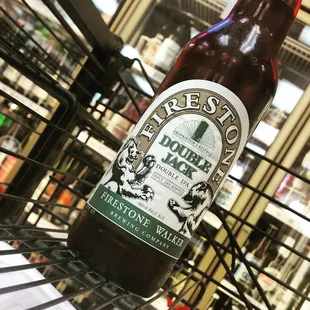 FIRESTONE
DOUBLE
JACK
DOUBLE IPA
FIRESTONE WALKER
BREWING COMPANY